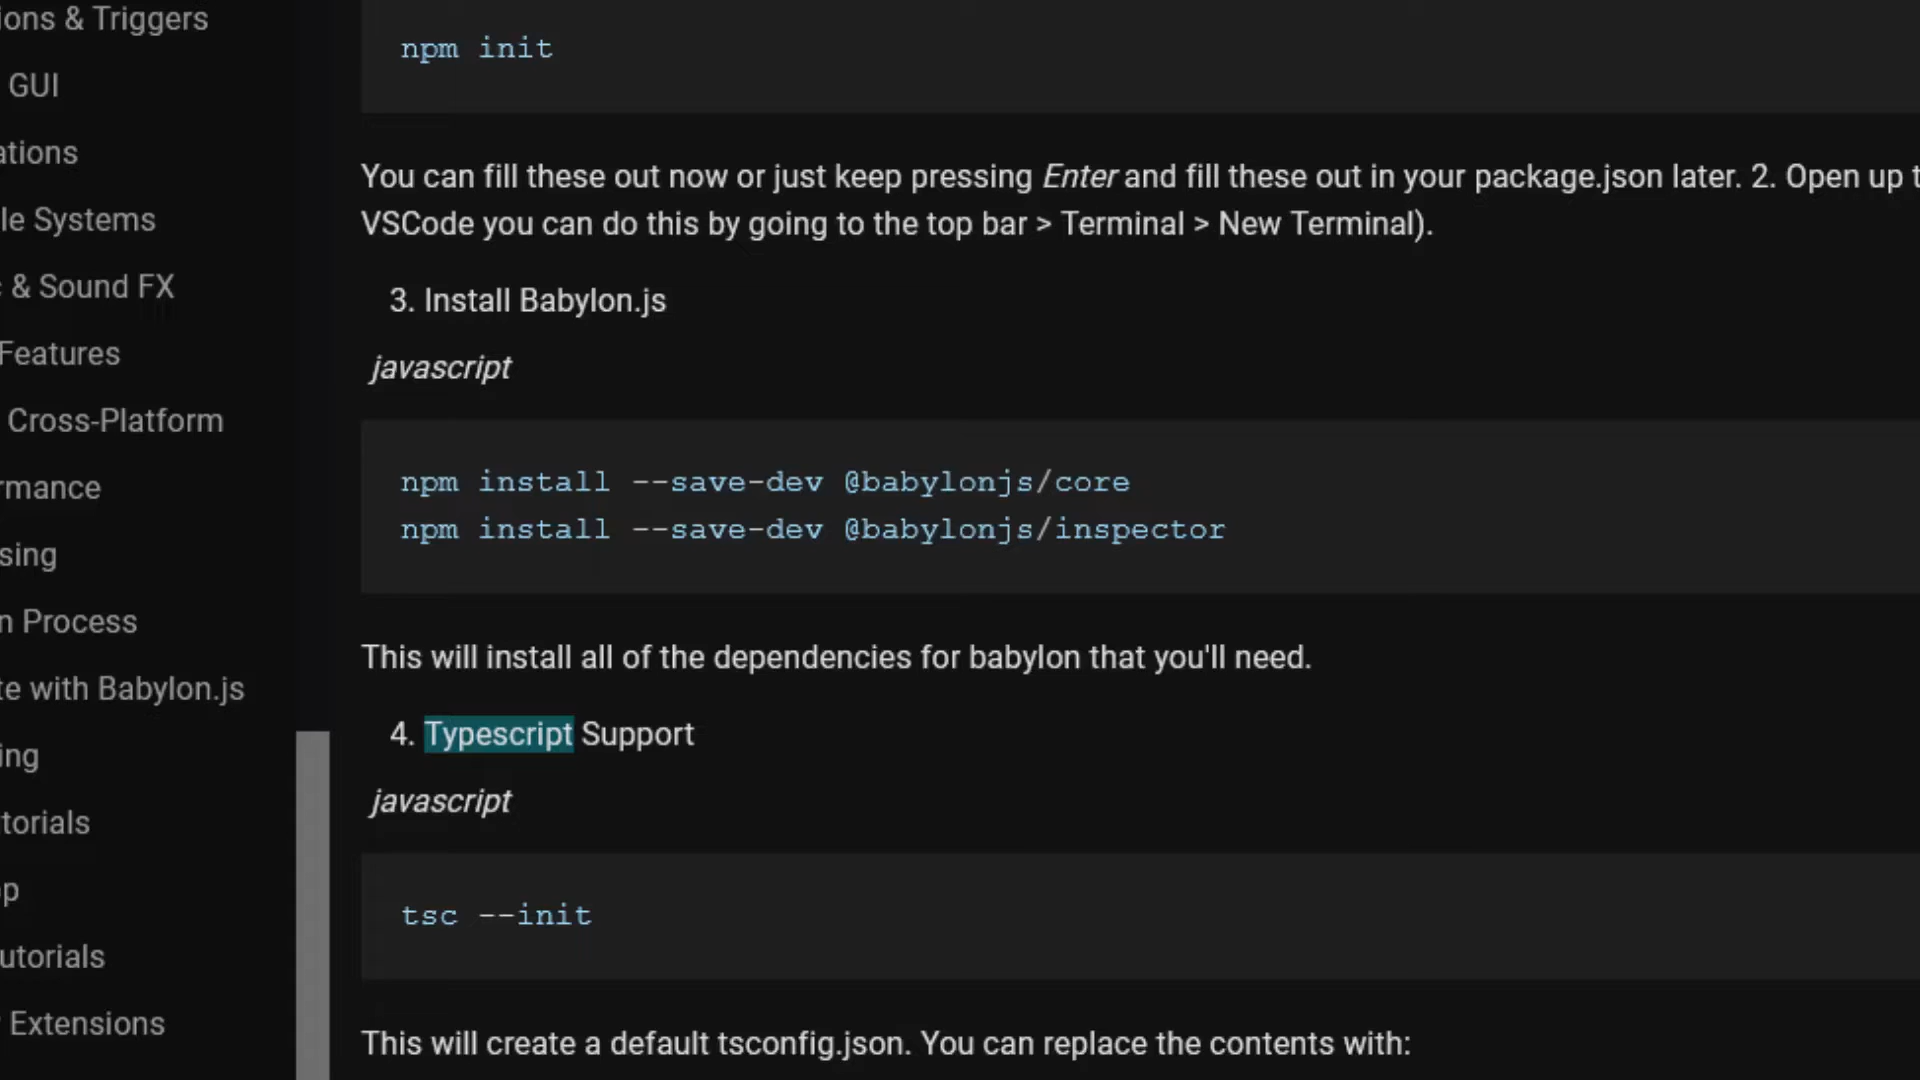 ions & Triggers
GUI
ations
le Systems
& Sound FX
Features
Cross-Platform
rmance
sing
n Process
te with Babylon.js
ing
torials
op
utorials
Extensions
npm init
You can fill these out now or just keep pressing Enter and fill these out in your package.json later. 2. Open up t
VSCode you can do this by going to the top bar > Terminal > New Terminal).
3. Install Babylon.js
javascript
npm install --save-dev @babylonjs/core
npm install --save-dev @babylonjs/inspector
This will install all of the dependencies for babylon that you'll need.
4. Typescript Support
javascript
tsc --init
This will create a default tsconfig.json. You can replace the contents with: